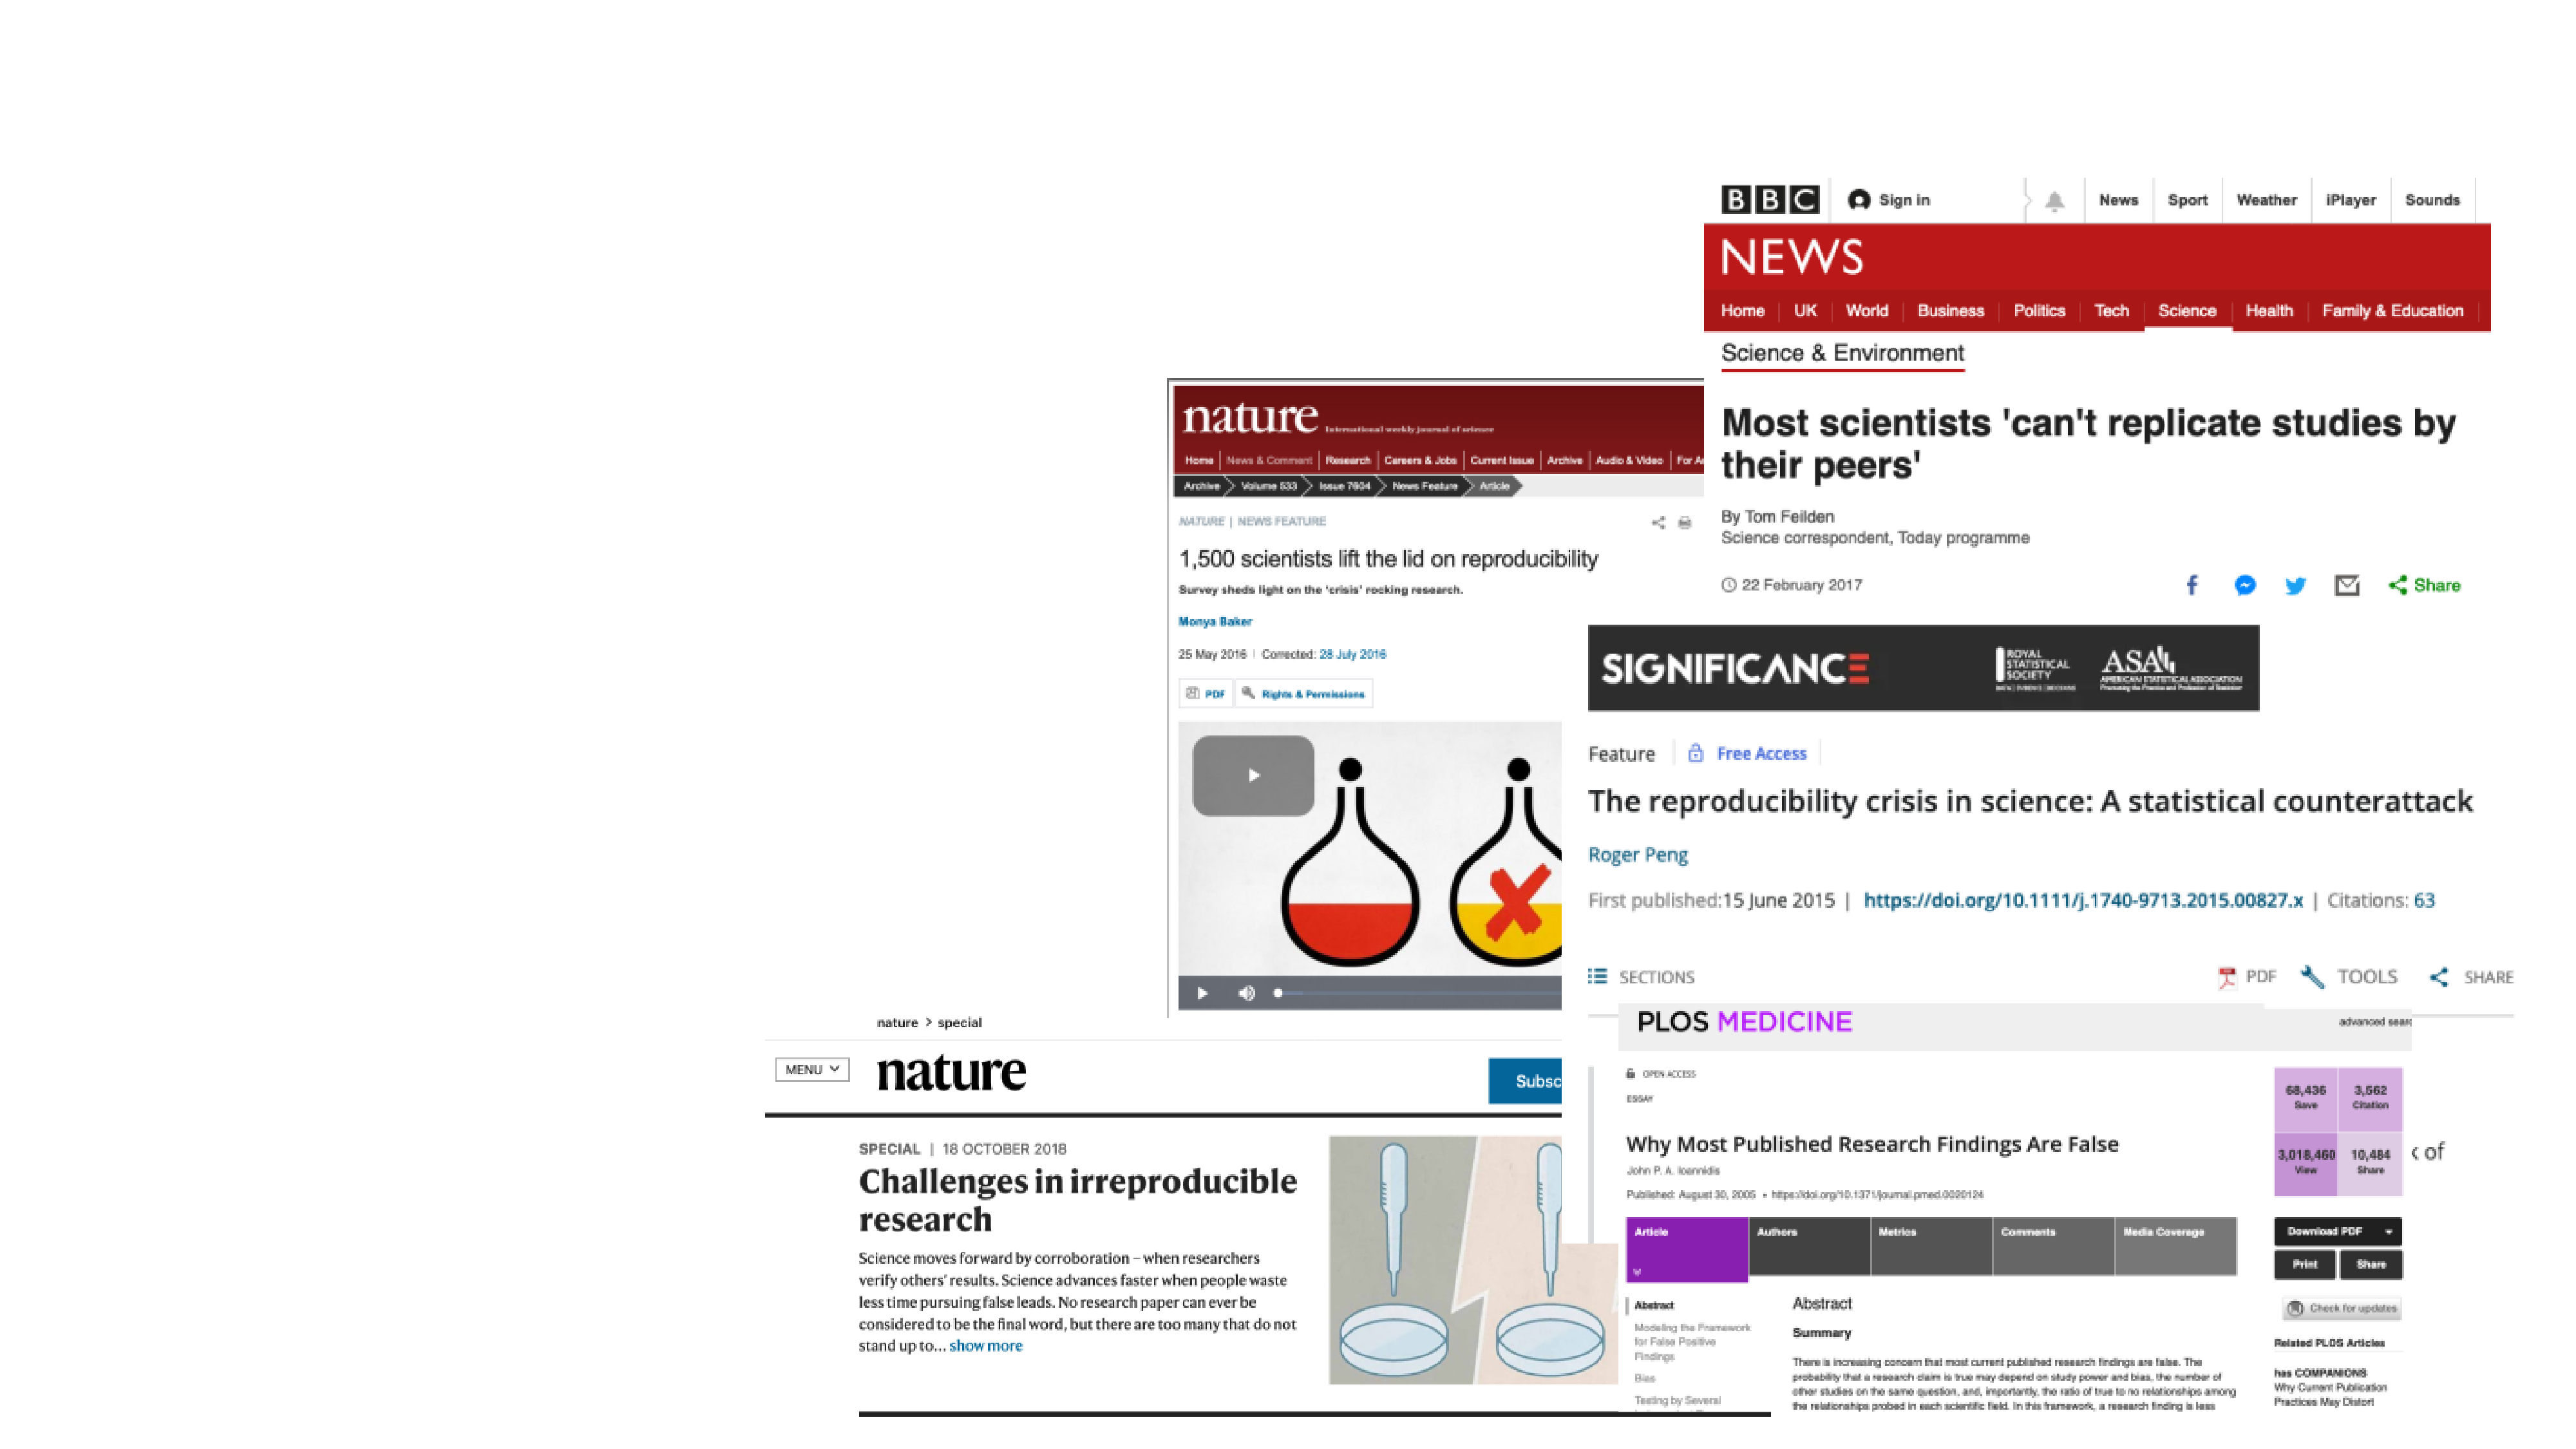 BBC Sign in News Sport Weather iPlayer Sounds
NEWS
Home UK World Business Politics Tech Science Health Family & Education
Science & Environment
Most scientists 'can't replicate studies by
their peers'
By Tom Feilden
Science correspondent, Today programme
22 February 2017
Share
nature International weekly journal of science
Home News & Comment Research Careers & Jobs Current Issue Archive Audio & Video For A
Archive Volume 533 Issue 7604 News Feature Article
NATURE | NEWS FEATURE
1,500 scientists lift the lid on reproducibility
Survey sheds light on the 'crisis' rocking research.
Monya Baker
25 May 2016 | Corrected: 28 July 2016
PDF Rights & Permissions
SIGNIFICANCE
ROYAL
STATISTICAL
SOCIETY
ASA
AMERICAN STATISTICAL ASSOCIATION
Feature Free Access
The reproducibility crisis in science: A statistical counterattack
Roger Peng
First published:15 June 2015 | https://doi.org/10.1111/j.1740-9713.2015.00827.x | Citations: 63
SECTIONS PDF TOOLS SHARE
nature > special
MENU
nature
Subsc
SPECIAL | 18 OCTOBER 2018
Challenges in irreproducible
research
Science moves forward by corroboration – when researchers
verify others' results. Science advances faster when people waste
less time pursuing false leads. No research paper can ever be
considered to be the final word, but there are too many that do not
stand up to... show more
PLOS MEDICINE
advanced sear
OPEN ACCESS
ESSAY
Why Most Published Research Findings Are False
John P. A. Ioannidis
Published: August 30, 2005 • https://doi.org/10.1371/journal.pmed.0020124
68,436 3,562
Save Citation
3,018,460 10,484
View Share
of
Article Authors Metrics Comments Media Coverage
Download PDF
Print Share
Check for updates
Abstract
Modeling the Framework
for False Positive
Findings
Bias
Testing by Several
Abstract
Summary
There is increasing concern that most current published research findings are false. The
probability that a research claim is true may depend on study power and bias, the number of
other studies on the same question, and, importantly, the ratio of true to no relationships among
the relationships probed in each scientific field. In this framework, a research finding is less
Related PLOS Articles
has COMPANIONS
Why Current Publication
Practices May Distort